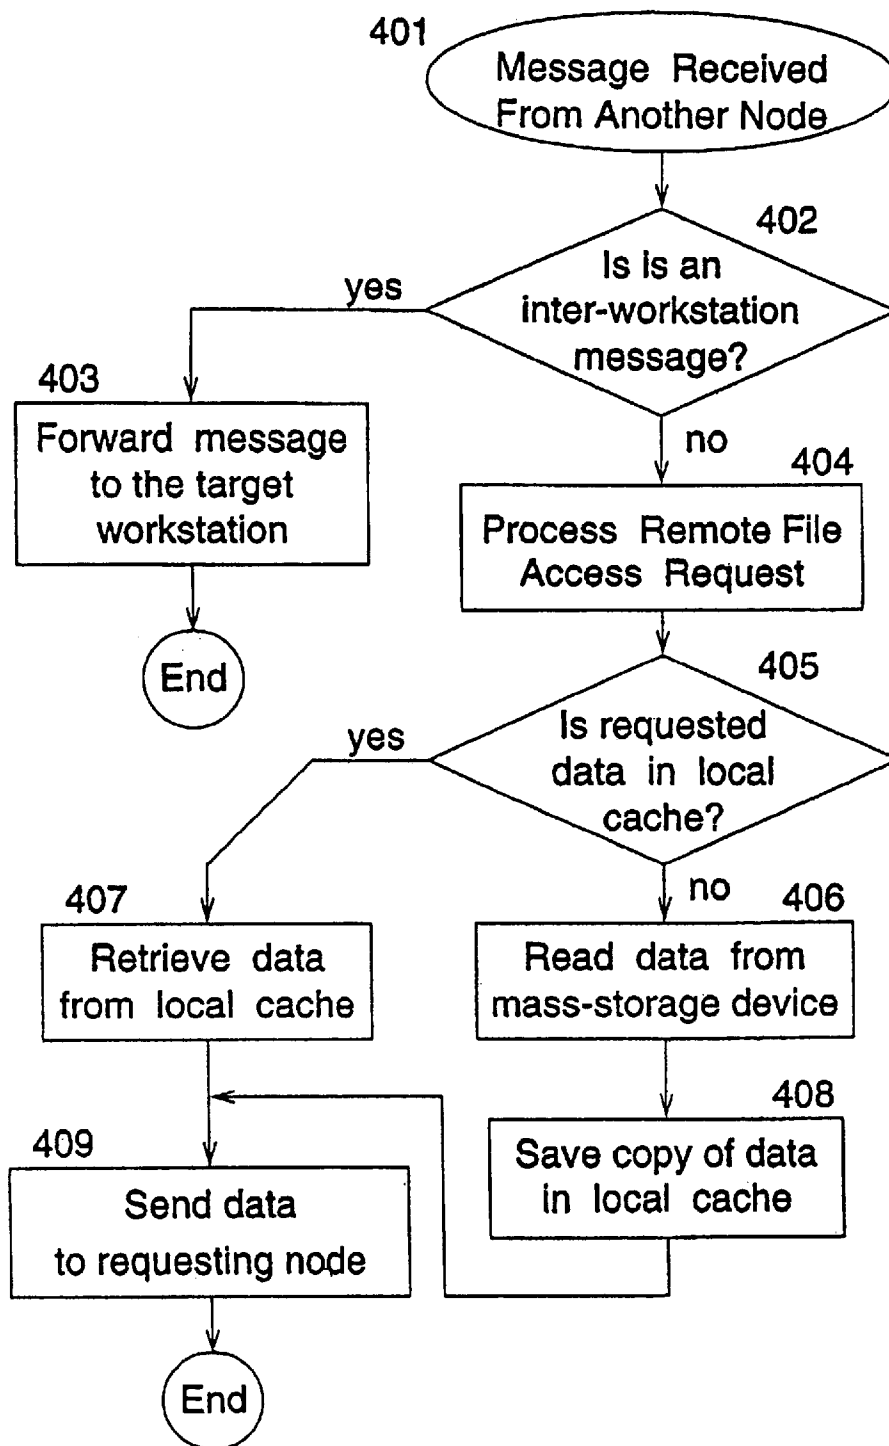 401
Message Received
From Another Node
402
Is is an
inter-workstation
message?
yes
no
403
Forward message
to the target
workstation
End
404
Process Remote File
Access Request
405
Is requested
data in local
cache?
yes
no
407
Retrieve data
from local cache
406
Read data from
mass-storage device
408
Save copy of data
in local cache
409
Send data
to requesting node
End